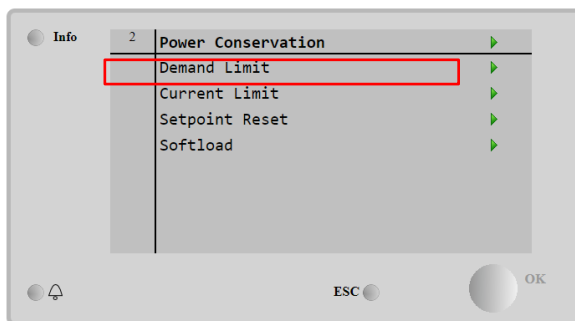 Info
2 Power Conservation
Demand Limit
Current Limit
Setpoint Reset
Softload
ESC
OK